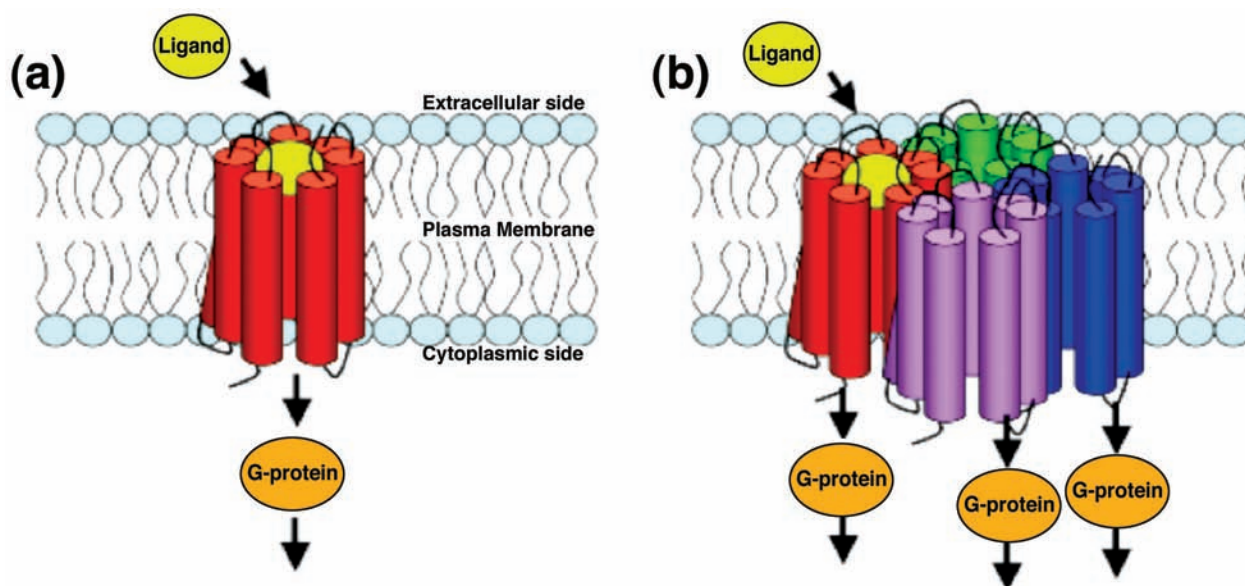 (a)
Ligand
Extracellular side
Plasma Membrane
Cytoplasmic side
G-protein
(b)
Ligand
G-protein
G-protein
G-protein